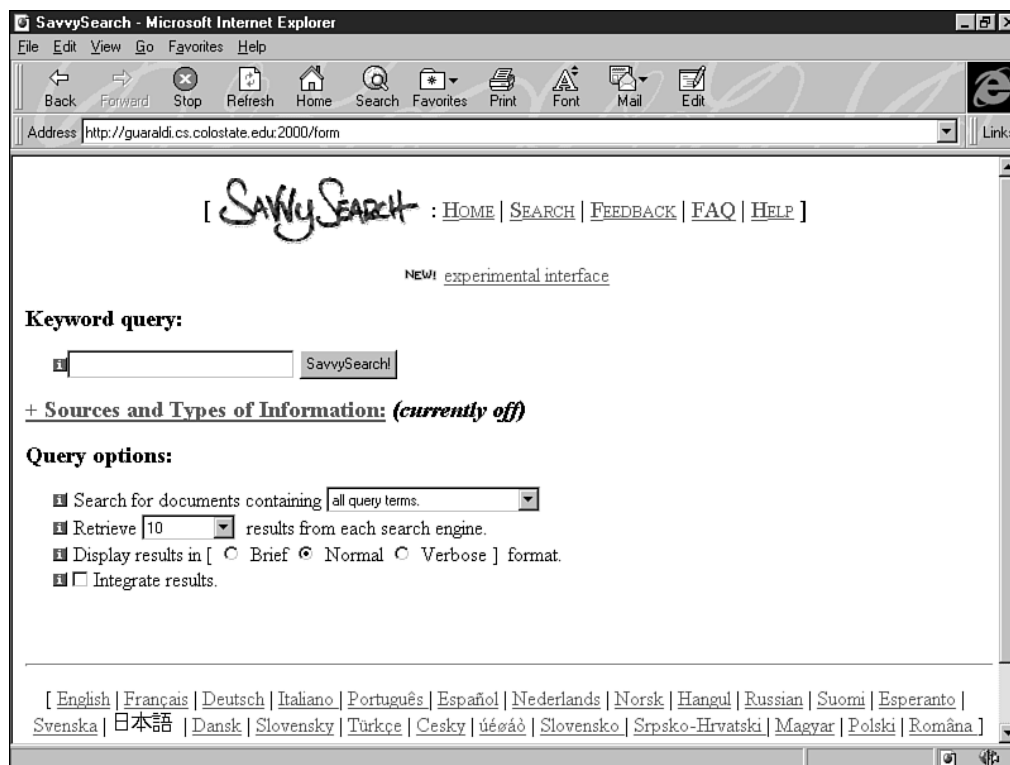 SavvySearch - Microsoft Internet Explorer
File Edit View Go Favorites Help
Back Forward Stop Refresh Home Search Favorites Print Font Mail Edit
Address http://guaraldi.cs.colostate.edu:2000/form Links
[ SavvySearch : Home | Search | Feedback | FAQ | Help ]
NEW! experimental interface
Keyword query:
SavvySearch!
+ Sources and Types of Information: (currently off)
Query options:
Search for documents containing all query terms.
Retrieve 10 results from each search engine.
Display results in [ Brief Normal Verbose ] format.
Integrate results.
[ English | Français | Deutsch | Italiano | Português | Español | Nederlands | Norsk | Hangul | Russian | Suomi | Esperanto |
Svenska | 日本語 | Dansk | Slovensky | Türkçe | Cesky | úéøáò | Slovensko | Srpsko-Hrvatski | Magyar | Polski | Româna ]